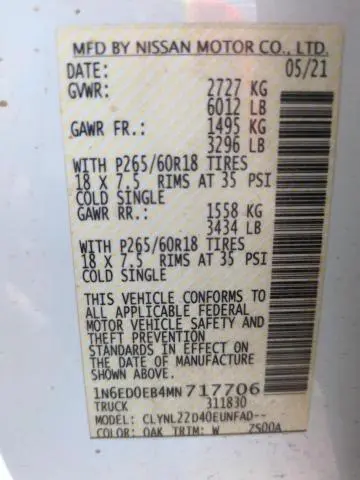 MFD BY NISSAN MOTOR CO., LTD.
DATE: 05/21
GVWR: 2727 KG
6012 LB
GAWR FR.: 1495 KG
3296 LB
WITH P265/60R18 TIRES
18 X 7.5 RIMS AT 35 PSI
COLD SINGLE
GAWR RR.: 1558 KG
3434 LB
WITH P265/60R18 TIRES
18 X 7.5 RIMS AT 35 PSI
COLD SINGLE
THIS VEHICLE CONFORMS TO
ALL APPLICABLE FEDERAL
MOTOR VEHICLE SAFETY AND
THEFT PREVENTION
STANDARDS IN EFFECT ON
THE DATE OF MANUFACTURE
SHOWN ABOVE.
1N6ED0EB4MN717706
TRUCK 311830
MODEL: CLYNLZZD40EUNFAD--
COLOR: QAK TRIM: W ZS00A